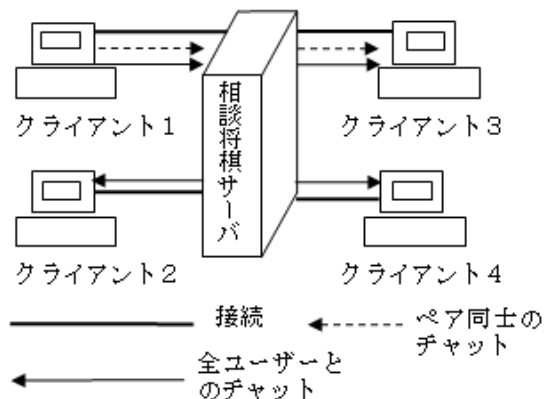 クライアント1
クライアント3
相談将棋サーバ
クライアント2
クライアント4
接続
ペア同士の
チャット
全ユーザーと
のチャット